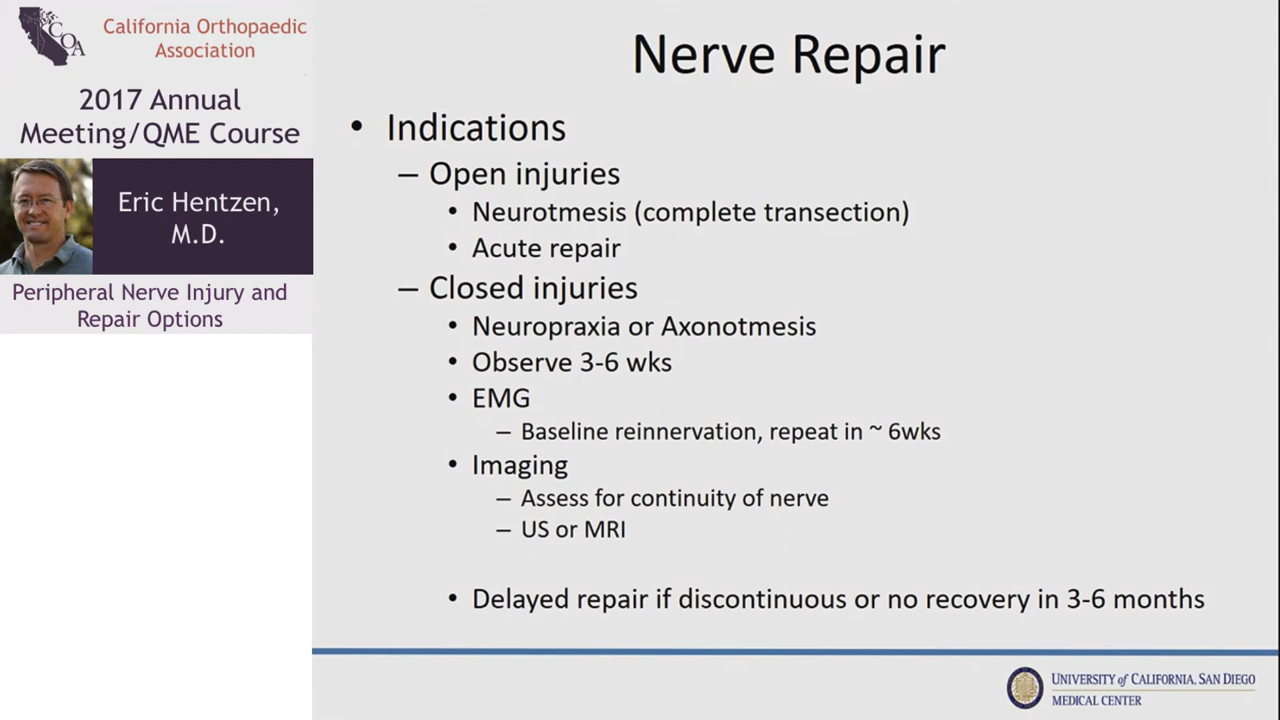 COA
California Orthopaedic
Association
2017 Annual
Meeting/QME Course
Eric Hentzen,
M.D.
Peripheral Nerve Injury and
Repair Options
Nerve Repair
• Indications
– Open injuries
• Neurotmesis (complete transection)
• Acute repair
– Closed injuries
• Neuropraxia or Axonotmesis
• Observe 3-6 wks
• EMG
– Baseline reinnervation, repeat in ~ 6wks
• Imaging
– Assess for continuity of nerve
– US or MRI
• Delayed repair if discontinuous or no recovery in 3-6 months
UNIVERSITY of CALIFORNIA, SAN DIEGO
MEDICAL CENTER